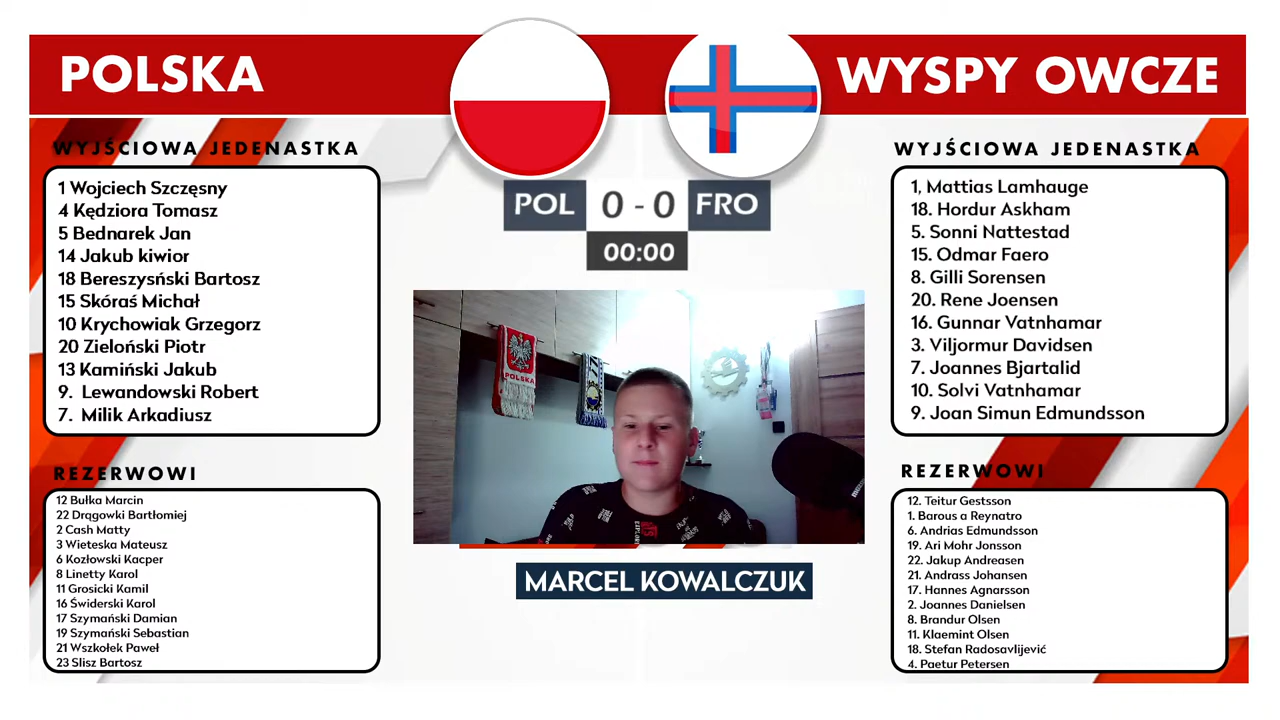 POLSKA
WYSPY OWCZE
WYJŚCIOWA JEDENASTKA
1 Wojciech Szczęsny
4 Kędziora Tomasz
5 Bednarek Jan
14 Jakub kiwior
18 Bereszysński Bartosz
15 Skóraś Michał
10 Krychowiak Grzegorz
20 Zieloński Piotr
13 Kamiński Jakub
9. Lewandowski Robert
7. Milik Arkadiusz
REZERWOWI
12 Bułka Marcin
22 Drągowki Bartłomiej
2 Cash Matty
3 Wieteska Mateusz
6 Kozłowski Kacper
8 Linetty Karol
11 Grosicki Kamil
16 Świderski Karol
17 Szymański Damian
19 Szymański Sebastian
21 Wszkołek Paweł
23 Slisz Bartosz
POL 0 - 0 FRO
00:00
POLSKA
MARCEL KOWALCZUK
WYJŚCIOWA JEDENASTKA
1, Mattias Lamhauge
18. Hordur Askham
5. Sonni Nattestad
15. Odmar Faero
8. Gilli Sorensen
20. Rene Joensen
16. Gunnar Vatnhamar
3. Viljormur Davidsen
7. Joannes Bjartalid
10. Solvi Vatnhamar
9. Joan Simun Edmundsson
REZERWOWI
12. Teitur Gestsson
1. Barous a Reynatro
6. Andrias Edmundsson
19. Ari Mohr Jonsson
22. Jakup Andreasen
21. Andrass Johansen
17. Hannes Agnarsson
2. Joannes Danielsen
8. Brandur Olsen
11. Klaemint Olsen
18. Stefan Radosavlijević
4. Paetur Petersen